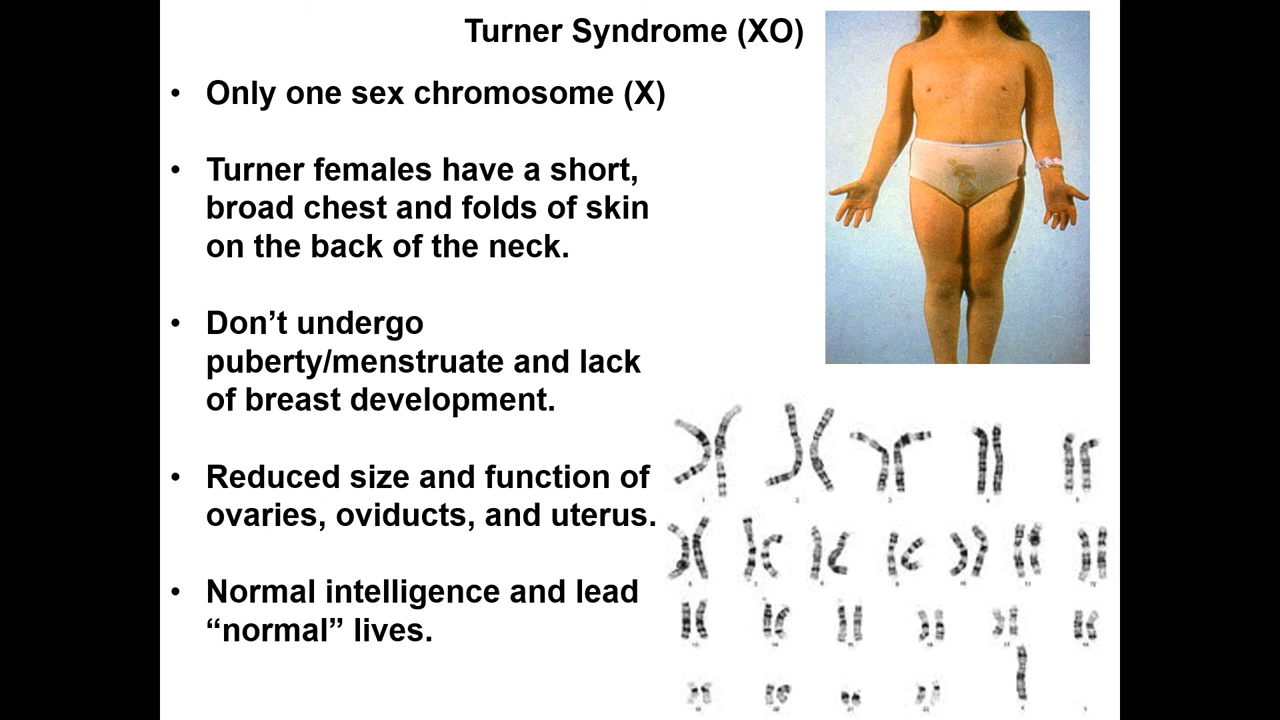 Turner Syndrome (XO)
• Only one sex chromosome (X)
• Turner females have a short,
broad chest and folds of skin
on the back of the neck.
• Don’t undergo
puberty/menstruate and lack
of breast development.
• Reduced size and function of
ovaries, oviducts, and uterus.
• Normal intelligence and lead
“normal” lives.